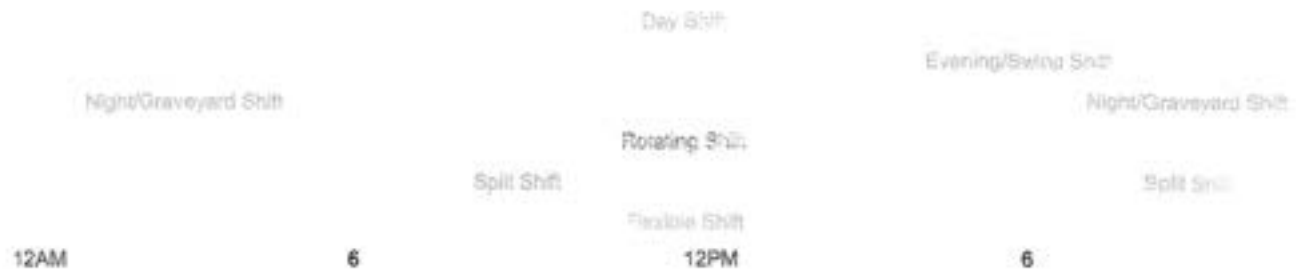 Day Shift
Evening/Swing Shift
Night/Graveyard Shift Night/Graveyard Shift
Rotating Shift
Split Shift Split Shift
Flexible Shift
12AM 6 12PM 6